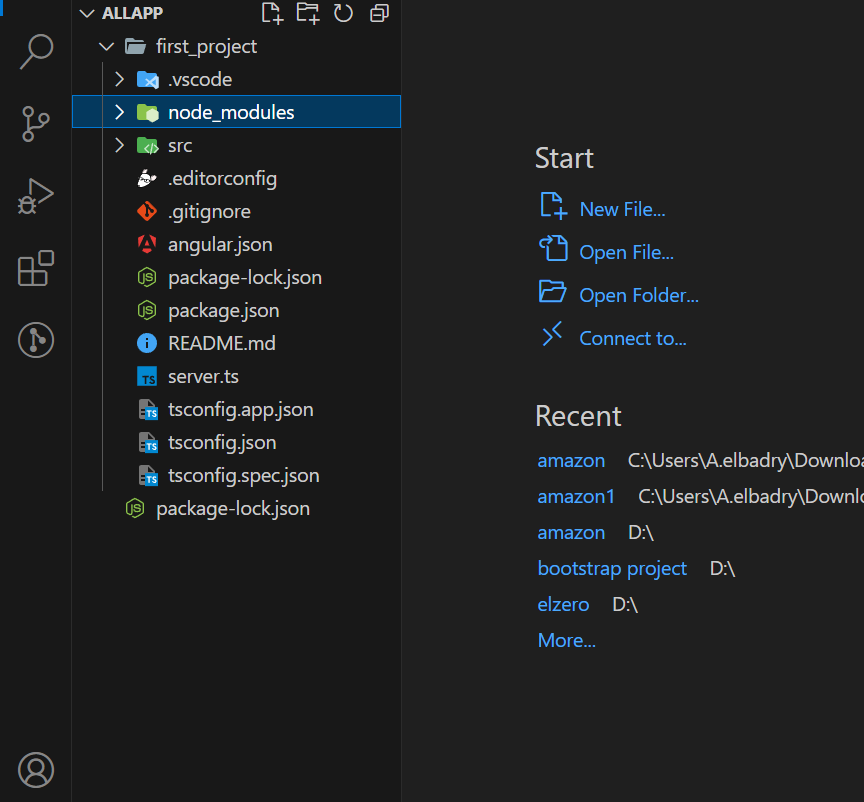 ALLAPP
first_project
.vscode
node_modules
src
.editorconfig
.gitignore
angular.json
package-lock.json
package.json
README.md
server.ts
tsconfig.app.json
tsconfig.json
tsconfig.spec.json
package-lock.json
Start
New File...
Open File...
Open Folder...
Connect to...
Recent
amazon C:\Users\A.elbadry\Downloa
amazon1 C:\Users\A.elbadry\Downlo
amazon D:\
bootstrap project D:\
elzero D:\
More...